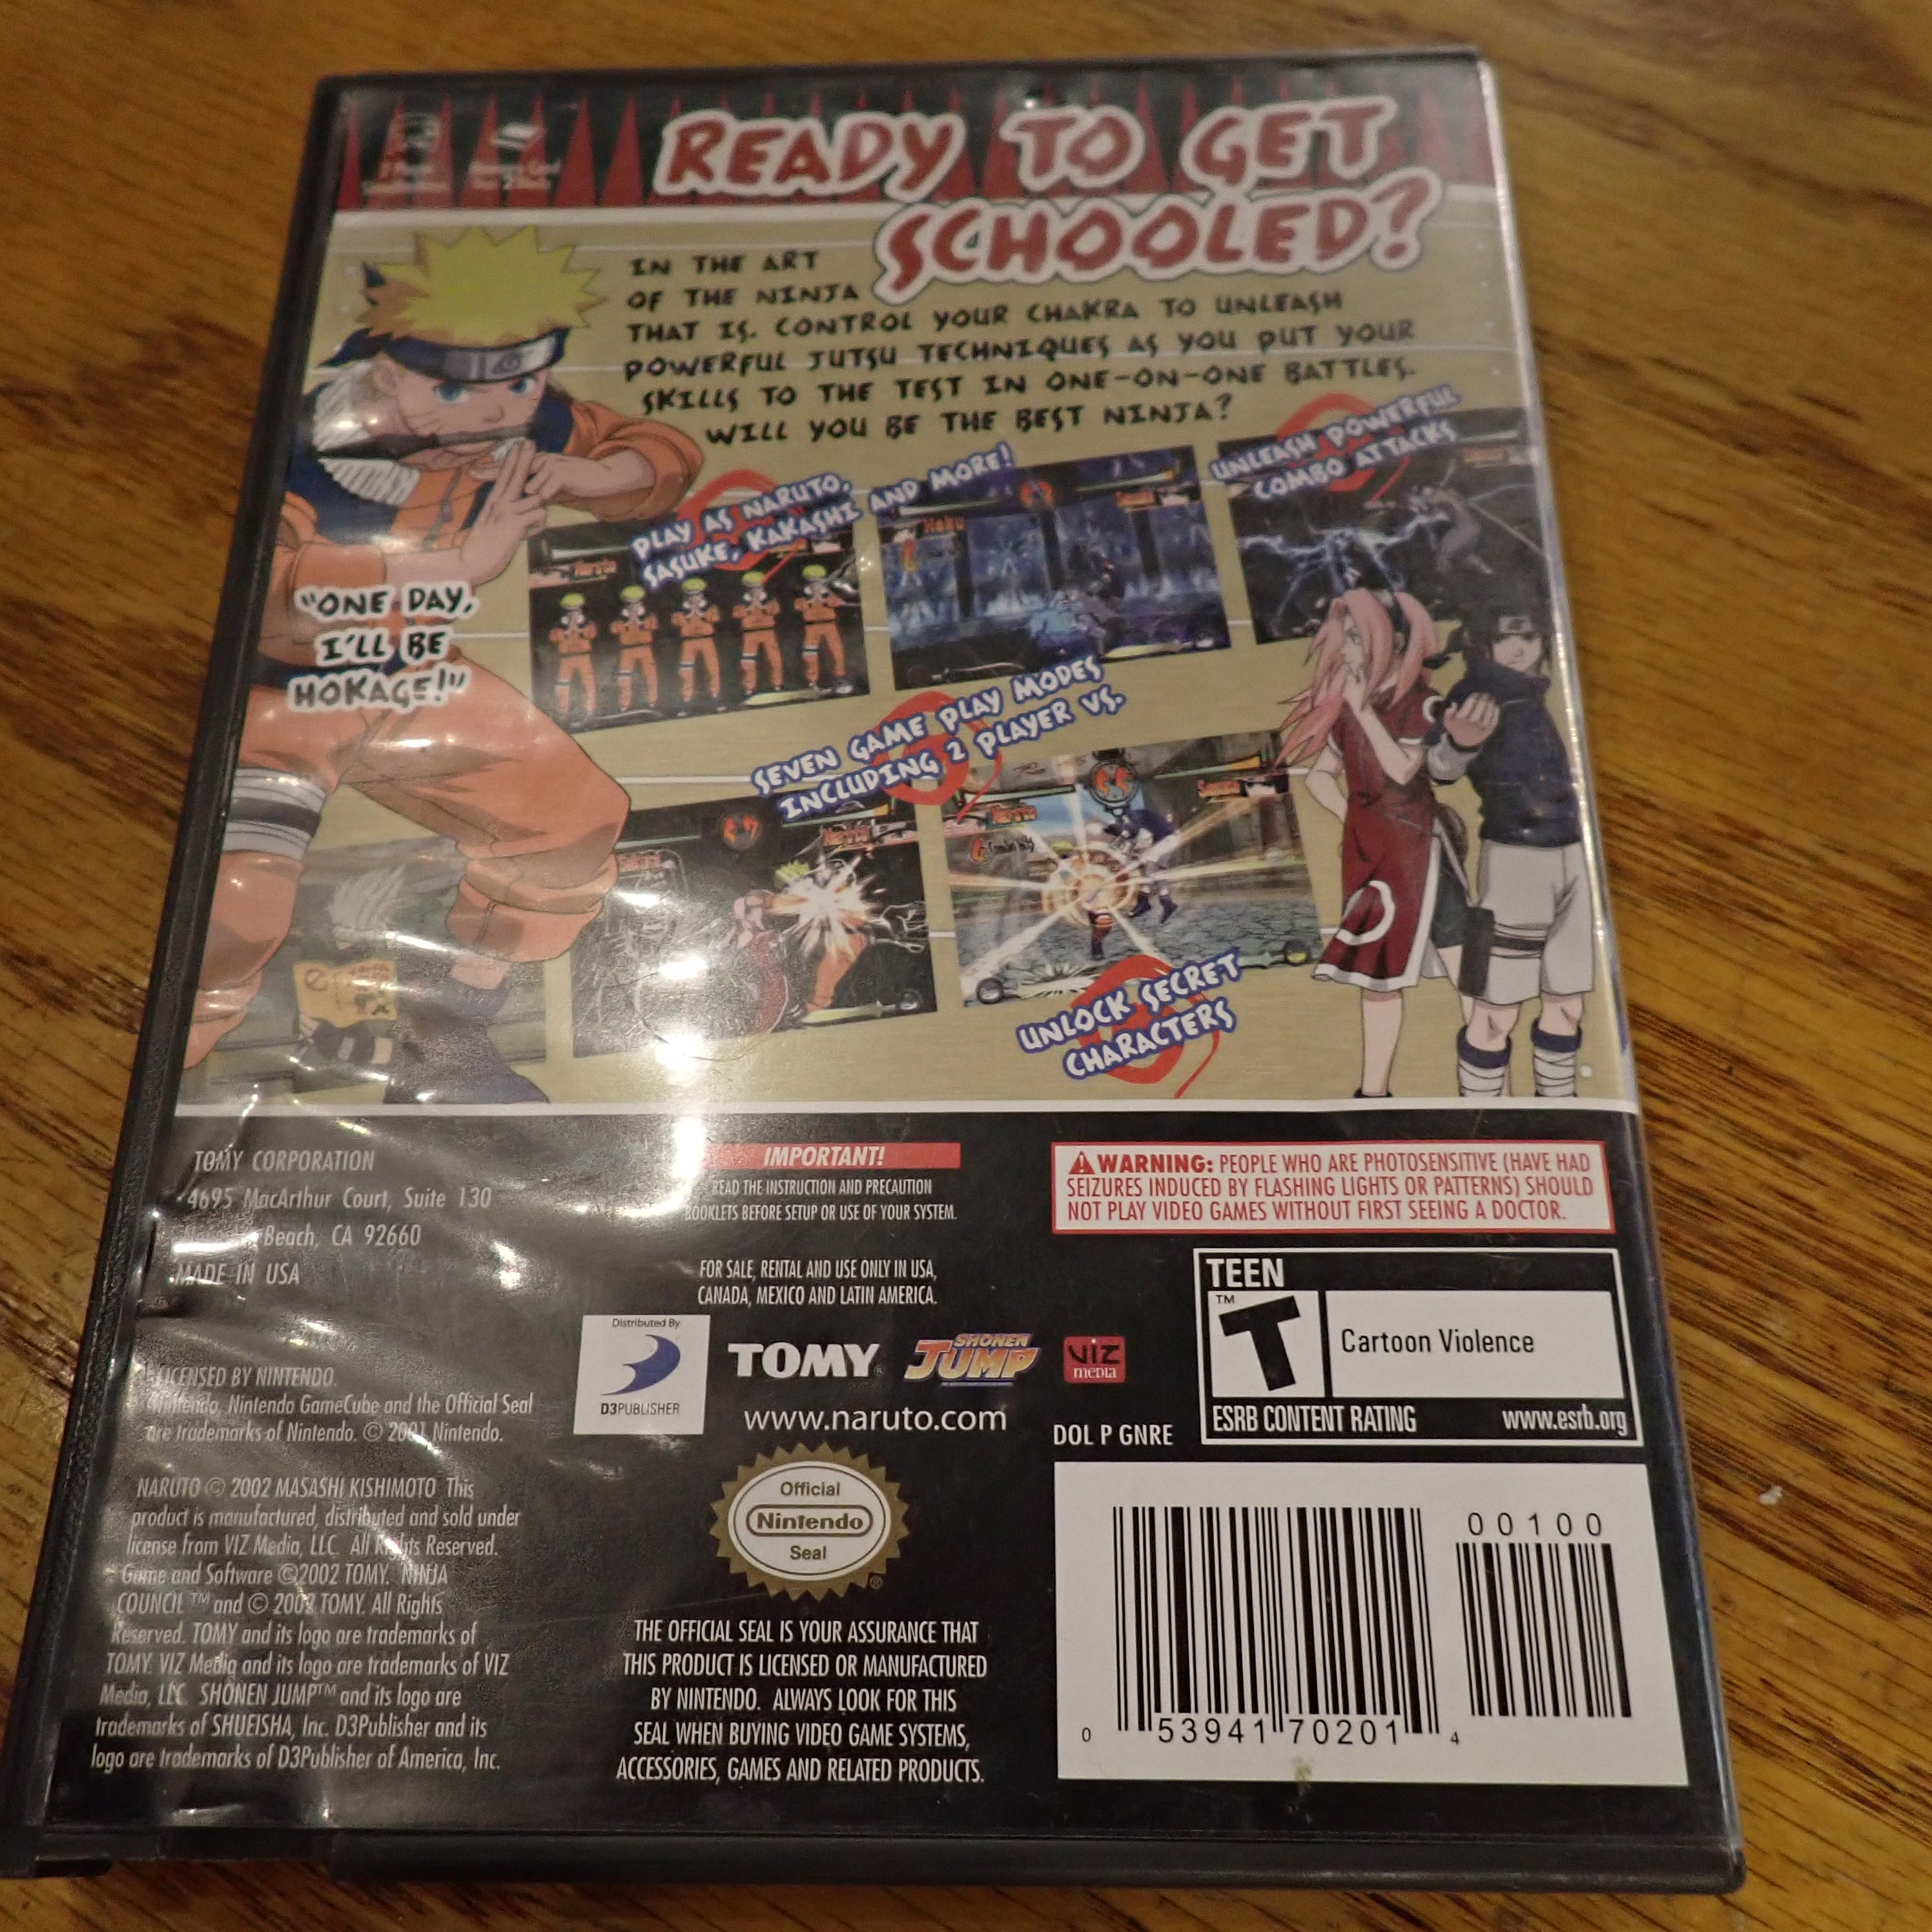 READY TO GET
SCHOOLED?
IN THE ART
OF THE NINJA
THAT IS. CONTROL YOUR CHAKRA TO UNLEASH
POWERFUL JUTSU TECHNIQUES AS YOU PUT YOUR
SKILLS TO THE TEST IN ONE-ON-ONE BATTLES.
WILL YOU BE THE BEST NINJA?
PLAY AS NARUTO,
SASUKE, KAKASHI AND MORE!
UNLEASH POWERFUL
COMBO ATTACKS
Naruto
Haku
"ONE DAY,
I'LL BE
HOKAGE!"
SEVEN GAME PLAY MODES
INCLUDING 2 PLAYER VS.
Sakura
Naruto
Naruto
Sasuke
UNLOCK SECRET
CHARACTERS
TOMY CORPORATION
4695 MacArthur Court, Suite 130
Beach, CA 92660
MADE IN USA
LICENSED BY NINTENDO.
Nintendo, Nintendo GameCube and the Official Seal
are trademarks of Nintendo. © 2001 Nintendo.
NARUTO © 2002 MASASHI KISHIMOTO This
product is manufactured, distributed and sold under
license from VIZ Media, LLC. All Rights Reserved.
Game and Software ©2002 TOMY. NINJA
COUNCIL ™ and © 2002 TOMY. All Rights
Reserved. TOMY and its logo are trademarks of
TOMY. VIZ Media and its logo are trademarks of VIZ
Media, LLC. SHONEN JUMP™ and its logo are
trademarks of SHUEISHA, Inc. D3Publisher and its
logo are trademarks of D3Publisher of America, Inc.
IMPORTANT!
READ THE INSTRUCTION AND PRECAUTION
BOOKLETS BEFORE SETUP OR USE OF YOUR SYSTEM.
FOR SALE, RENTAL AND USE ONLY IN USA,
CANADA, MEXICO AND LATIN AMERICA.
Distributed By
D3PUBLISHER
TOMY
SHONEN
JUMP
VIZ
media
www.naruto.com
Official
Nintendo
Seal
®
THE OFFICIAL SEAL IS YOUR ASSURANCE THAT
THIS PRODUCT IS LICENSED OR MANUFACTURED
BY NINTENDO. ALWAYS LOOK FOR THIS
SEAL WHEN BUYING VIDEO GAME SYSTEMS,
ACCESSORIES, GAMES AND RELATED PRODUCTS.
WARNING: PEOPLE WHO ARE PHOTOSENSITIVE (HAVE HAD
SEIZURES INDUCED BY FLASHING LIGHTS OR PATTERNS) SHOULD
NOT PLAY VIDEO GAMES WITHOUT FIRST SEEING A DOCTOR.
TEEN
T™
Cartoon Violence
ESRB CONTENT RATING www.esrb.org
DOL P GNRE
00100
0 53941 70201 4